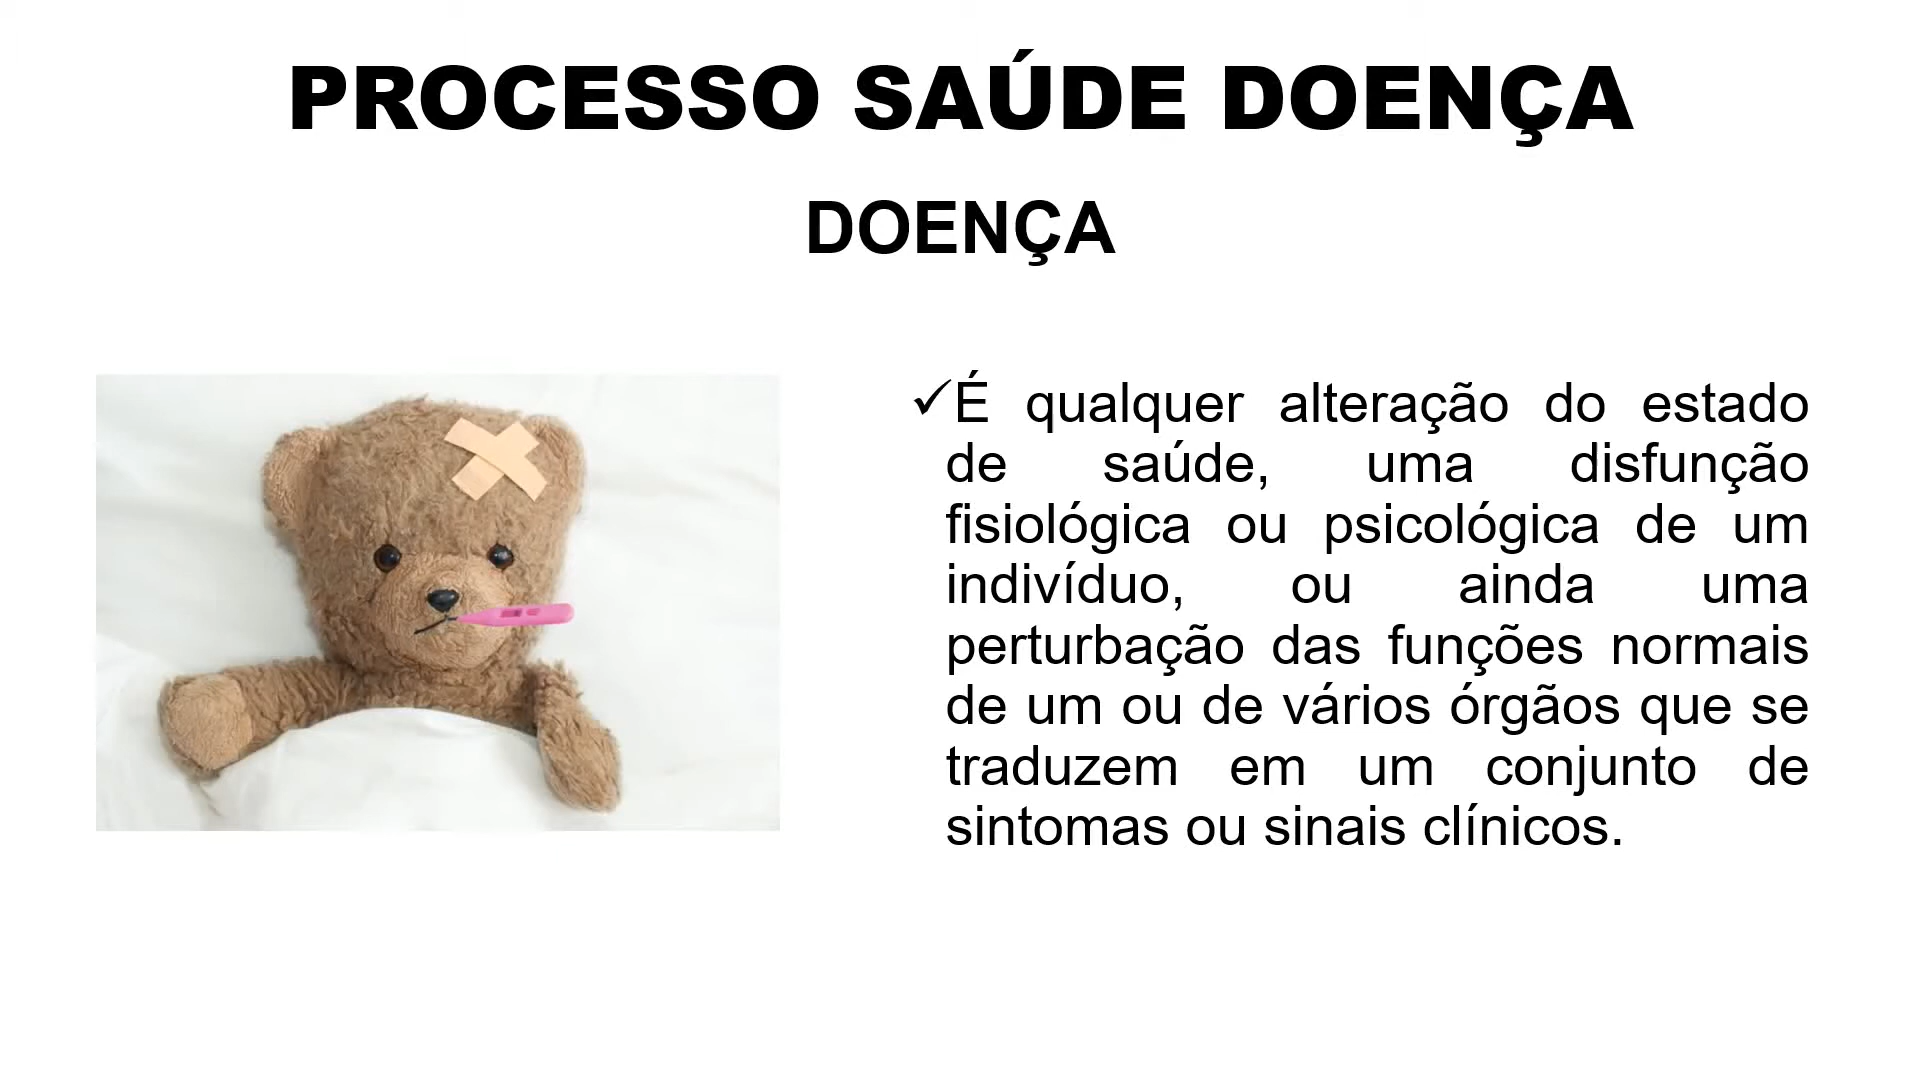 PROCESSO SAÚDE DOENÇA
DOENÇA
✓É qualquer alteração do estado
de saúde, uma disfunção
fisiológica ou psicológica de um
indivíduo, ou ainda uma
perturbação das funções normais
de um ou de vários órgãos que se
traduzem em um conjunto de
sintomas ou sinais clínicos.